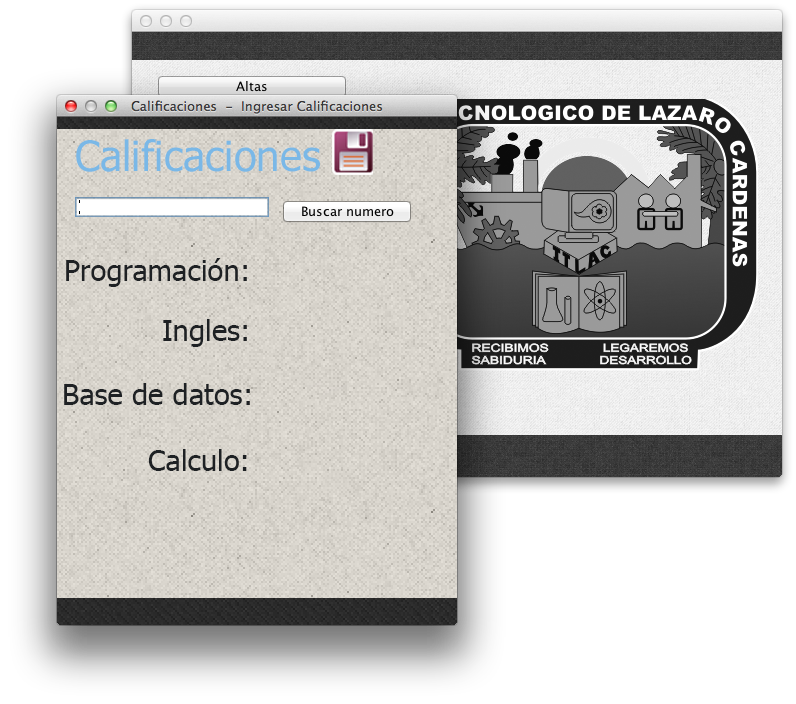 Altas
Calificaciones - Ingresar Calificaciones
Calificaciones
Buscar numero
Programación:
Ingles:
Base de datos:
Calculo:
CNOLOGICO DE LAZARO CARDENAS
ITLAC
RECIBIMOS
SABIDURIA
LEGAREMOS
DESARROLLO